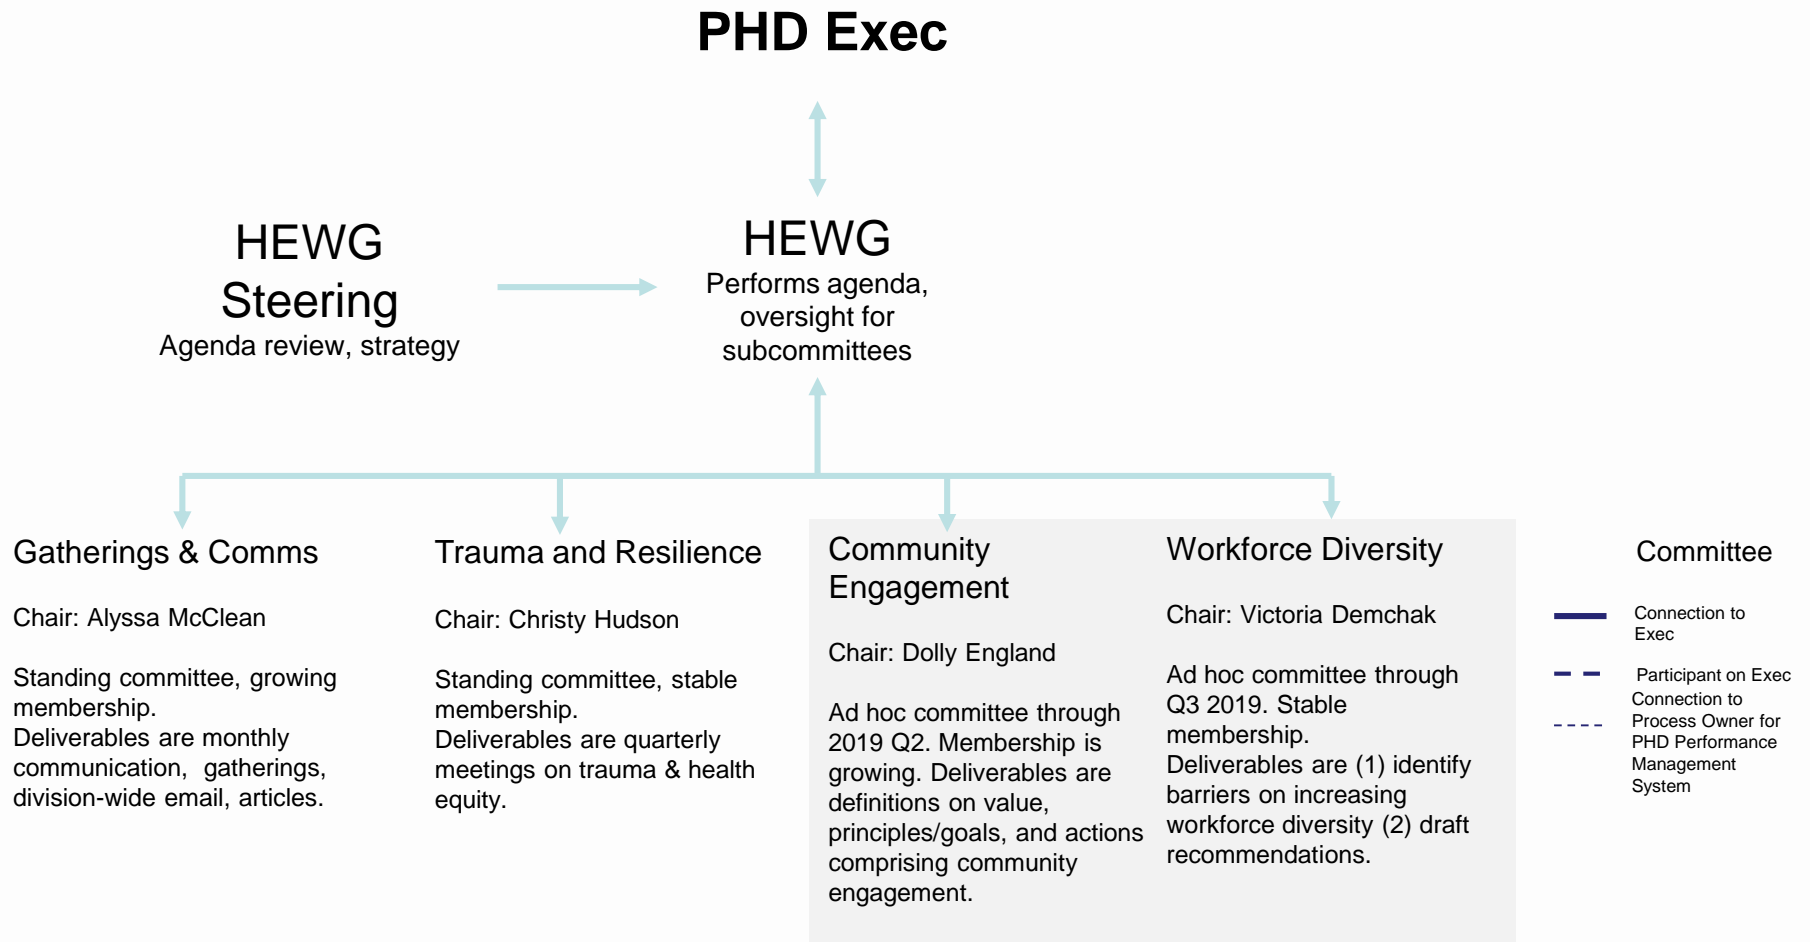 PHD Exec
HEWG
Steering
Agenda review, strategy
HEWG
Performs agenda,
oversight for
subcommittees
Gatherings & Comms
Chair: Alyssa McClean
Standing committee, growing
membership.
Deliverables are monthly
communication, gatherings,
division-wide email, articles.
Trauma and Resilience
Chair: Christy Hudson
Standing committee, stable
membership.
Deliverables are quarterly
meetings on trauma & health
equity.
Community
Engagement
Chair: Dolly England
Ad hoc committee through
2019 Q2. Membership is
growing. Deliverables are
definitions on value,
principles/goals, and actions
comprising community
engagement.
Workforce Diversity
Chair: Victoria Demchak
Ad hoc committee through
Q3 2019. Stable
membership.
Deliverables are (1) identify
barriers on increasing
workforce diversity (2) draft
recommendations.
Committee
Connection to
Exec
Participant on Exec
Connection to
Process Owner for
PHD Performance
Management
System